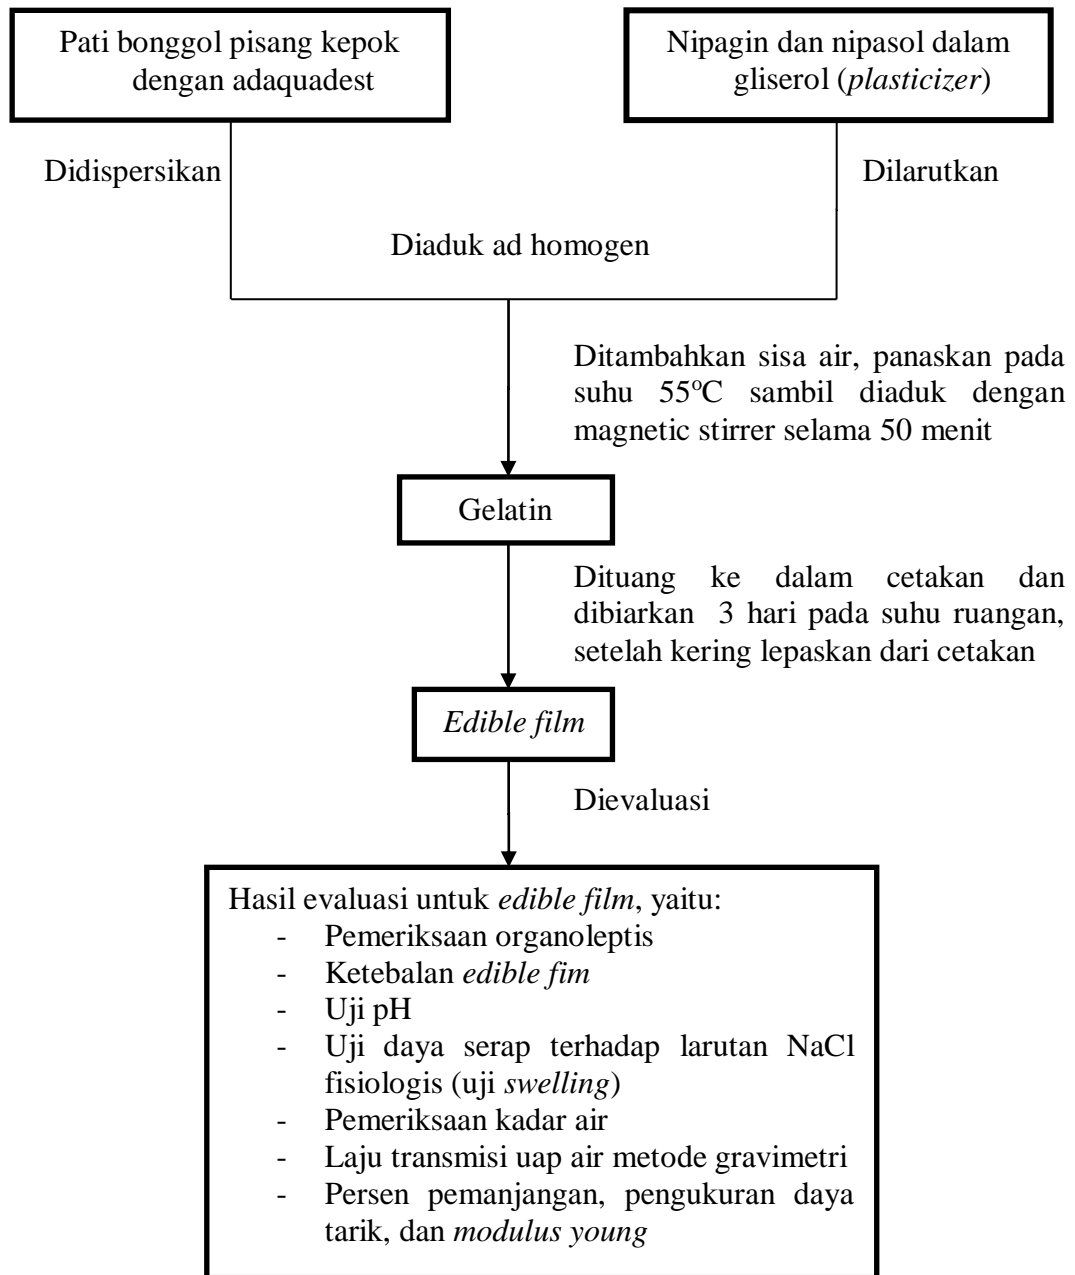 Pati bonggol pisang kepok
dengan adaquadest
Nipagin dan nipasol dalam
gliserol (plasticizer)
Didispersikan
Dilarutkan
Diaduk ad homogen
Ditambahkan sisa air, panaskan pada
suhu 55°C sambil diaduk dengan
magnetic stirrer selama 50 menit
Gelatin
Dituang ke dalam cetakan dan
dibiarkan 3 hari pada suhu ruangan,
setelah kering lepaskan dari cetakan
Edible film
Dievaluasi
Hasil evaluasi untuk edible film, yaitu:
- Pemeriksaan organoleptis
- Ketebalan edible fim
- Uji pH
- Uji daya serap terhadap larutan NaCl
fisiologis (uji swelling)
- Pemeriksaan kadar air
- Laju transmisi uap air metode gravimetri
- Persen pemanjangan, pengukuran daya
tarik, dan modulus young